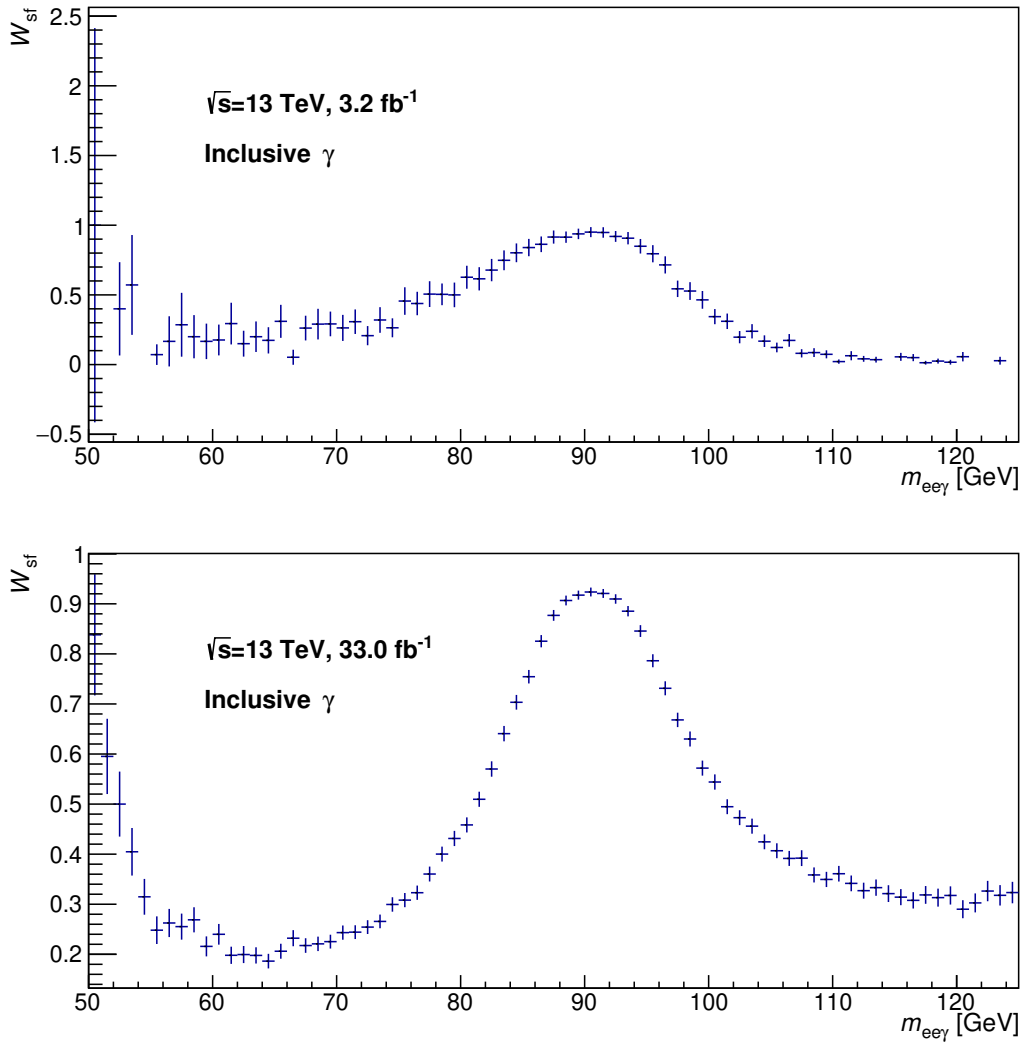 W_sf
2.5
2
1.5
1
0.5
0
−0.5
√s=13 TeV, 3.2 fb⁻¹
Inclusive γ
50 60 70 80 90 100 110 120
m_eeγ [GeV]
W_sf
1
0.9
0.8
0.7
0.6
0.5
0.4
0.3
0.2
√s=13 TeV, 33.0 fb⁻¹
Inclusive γ
50 60 70 80 90 100 110 120
m_eeγ [GeV]